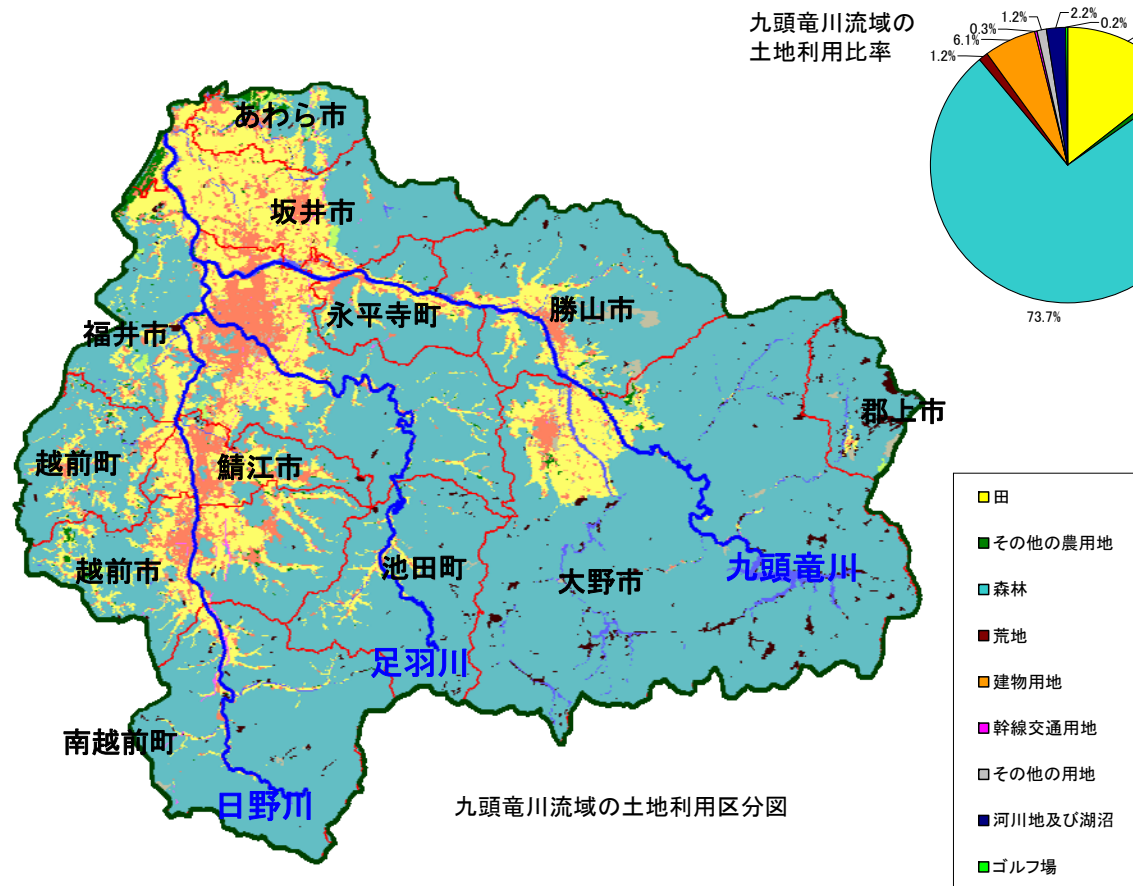 九頭竜川流域の
土地利用比率
1.2%
6.1%
0.3%
1.2%
2.2%
0.2%
73.7%
あわら市
坂井市
永平寺町
勝山市
福井市
郡上市
越前町
鯖江市
越前市
池田町
大野市
九頭竜川
足羽川
南越前町
日野川
九頭竜川流域の土地利用区分図
田
その他の農用地
森林
荒地
建物用地
幹線交通用地
その他の用地
河川地及び湖沼
ゴルフ場